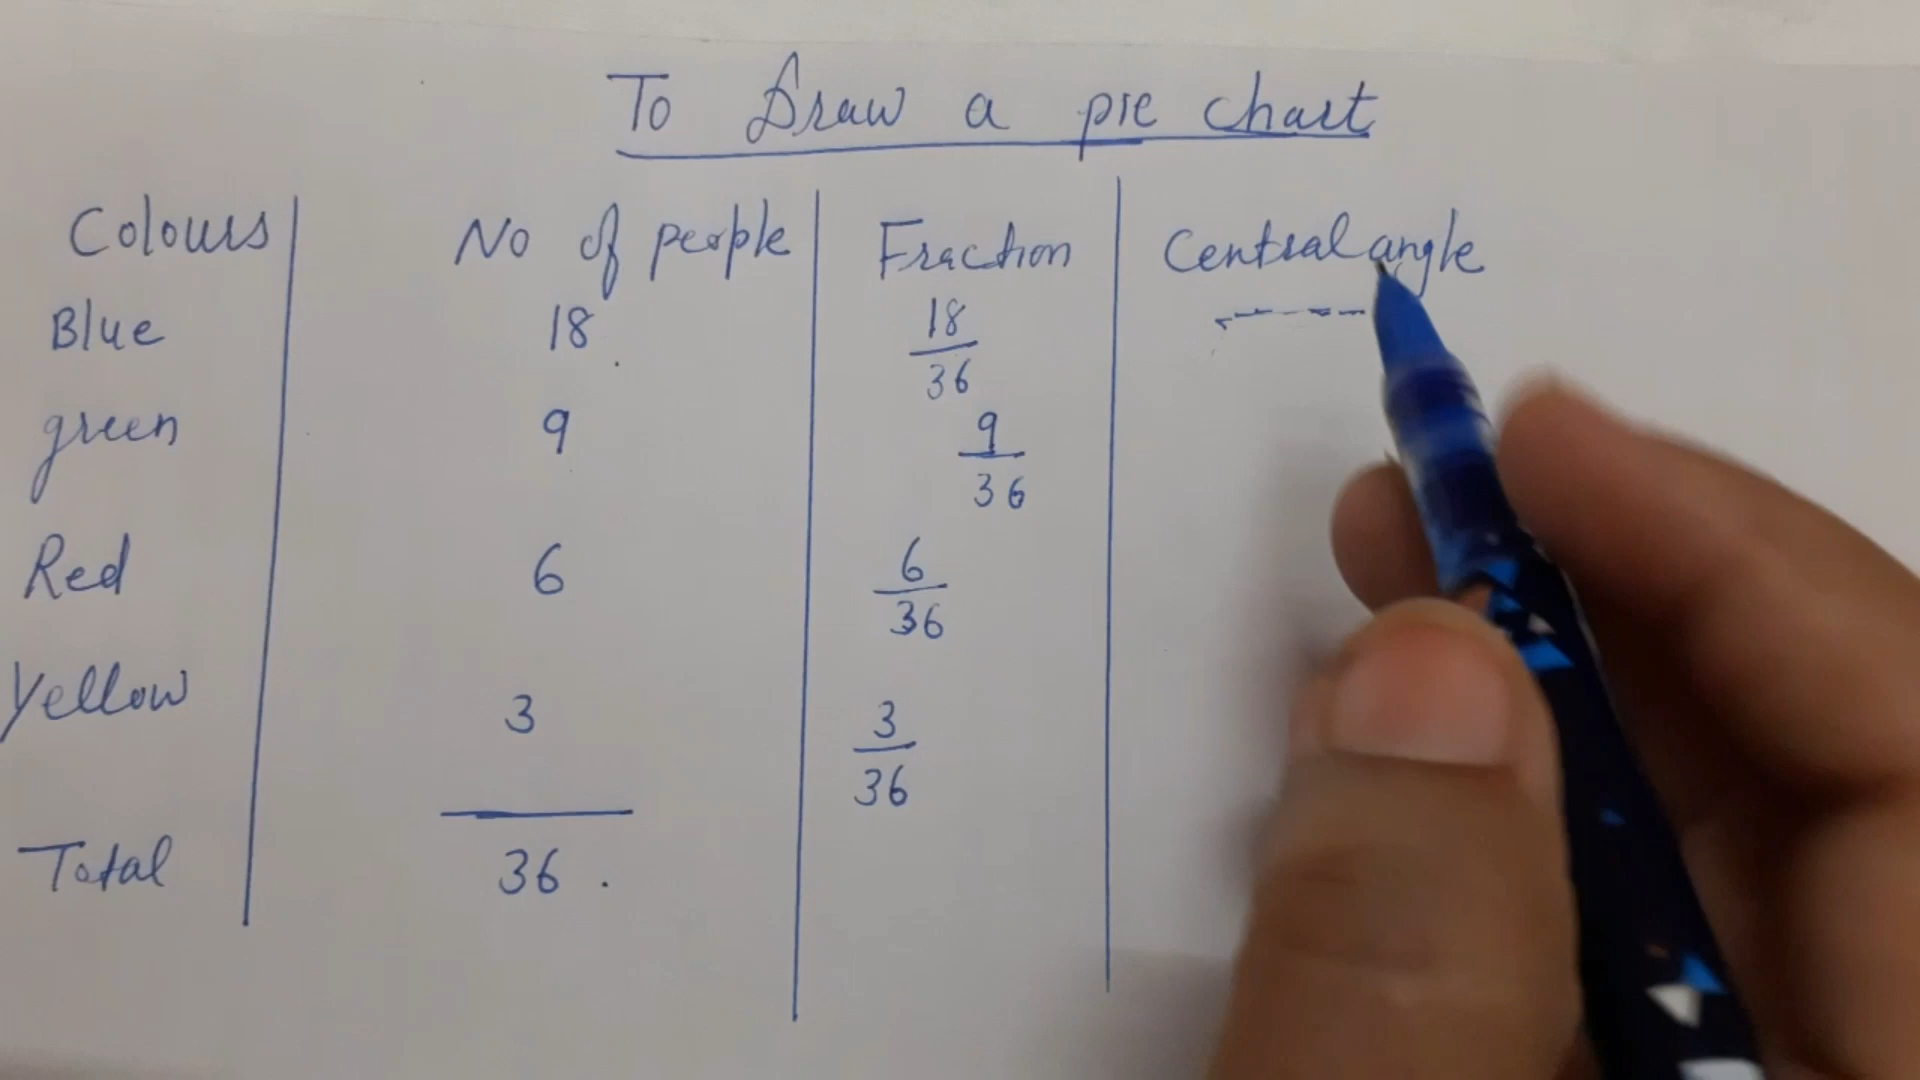 To Draw a pie chart
Colours No of people Fraction Central angle
Blue 18 18/36
green 9 9/36
Red 6 6/36
Yellow 3 3/36
Total 36